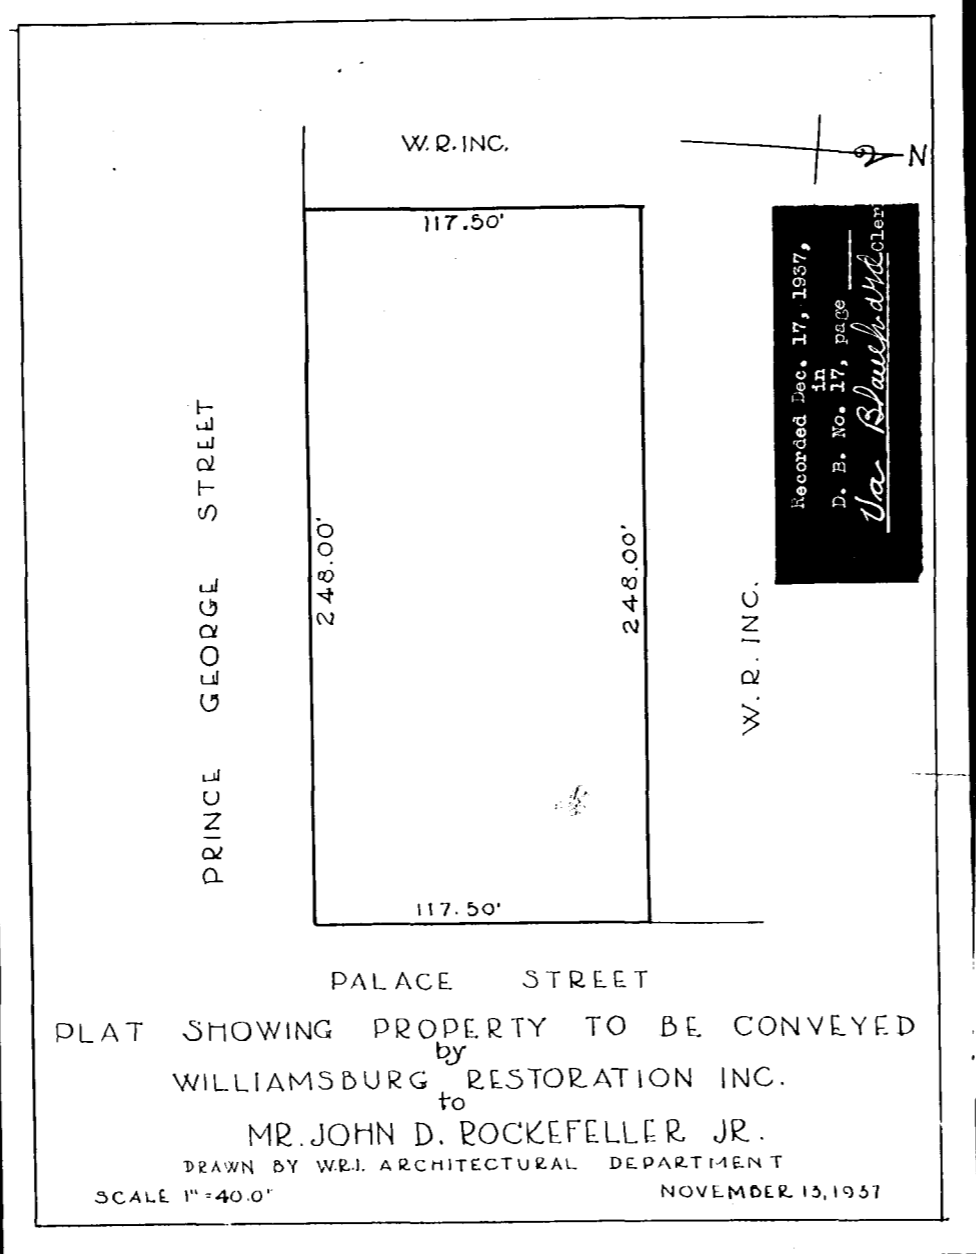 W.R. INC.
N
117.50'
PRINCE GEORGE STREET
248.00'
248.00'
W.R. INC.
Recorded Dec. 17, 1937,
in
D. B. No. 17, page
Va Cler
117.50'
PALACE STREET
PLAT SHOWING PROPERTY TO BE CONVEYED
by
WILLIAMSBURG RESTORATION INC.
to
MR. JOHN D. ROCKEFELLER JR.
DRAWN BY W.R.I. ARCHITECTURAL DEPARTMENT
SCALE 1" = 40.0'
NOVEMBER 13, 1937